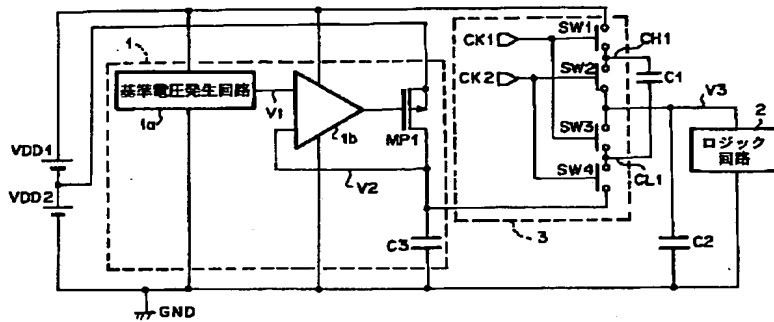 SW1
CK1
CH1
1
SW2
CK2
C1
基準電圧発生回路
V1
V3
2
1a
1b
MP1
SW3
ロジック
回路
VDD1
V2
CL1
SW4
VDD2
C3
3
C2
GND